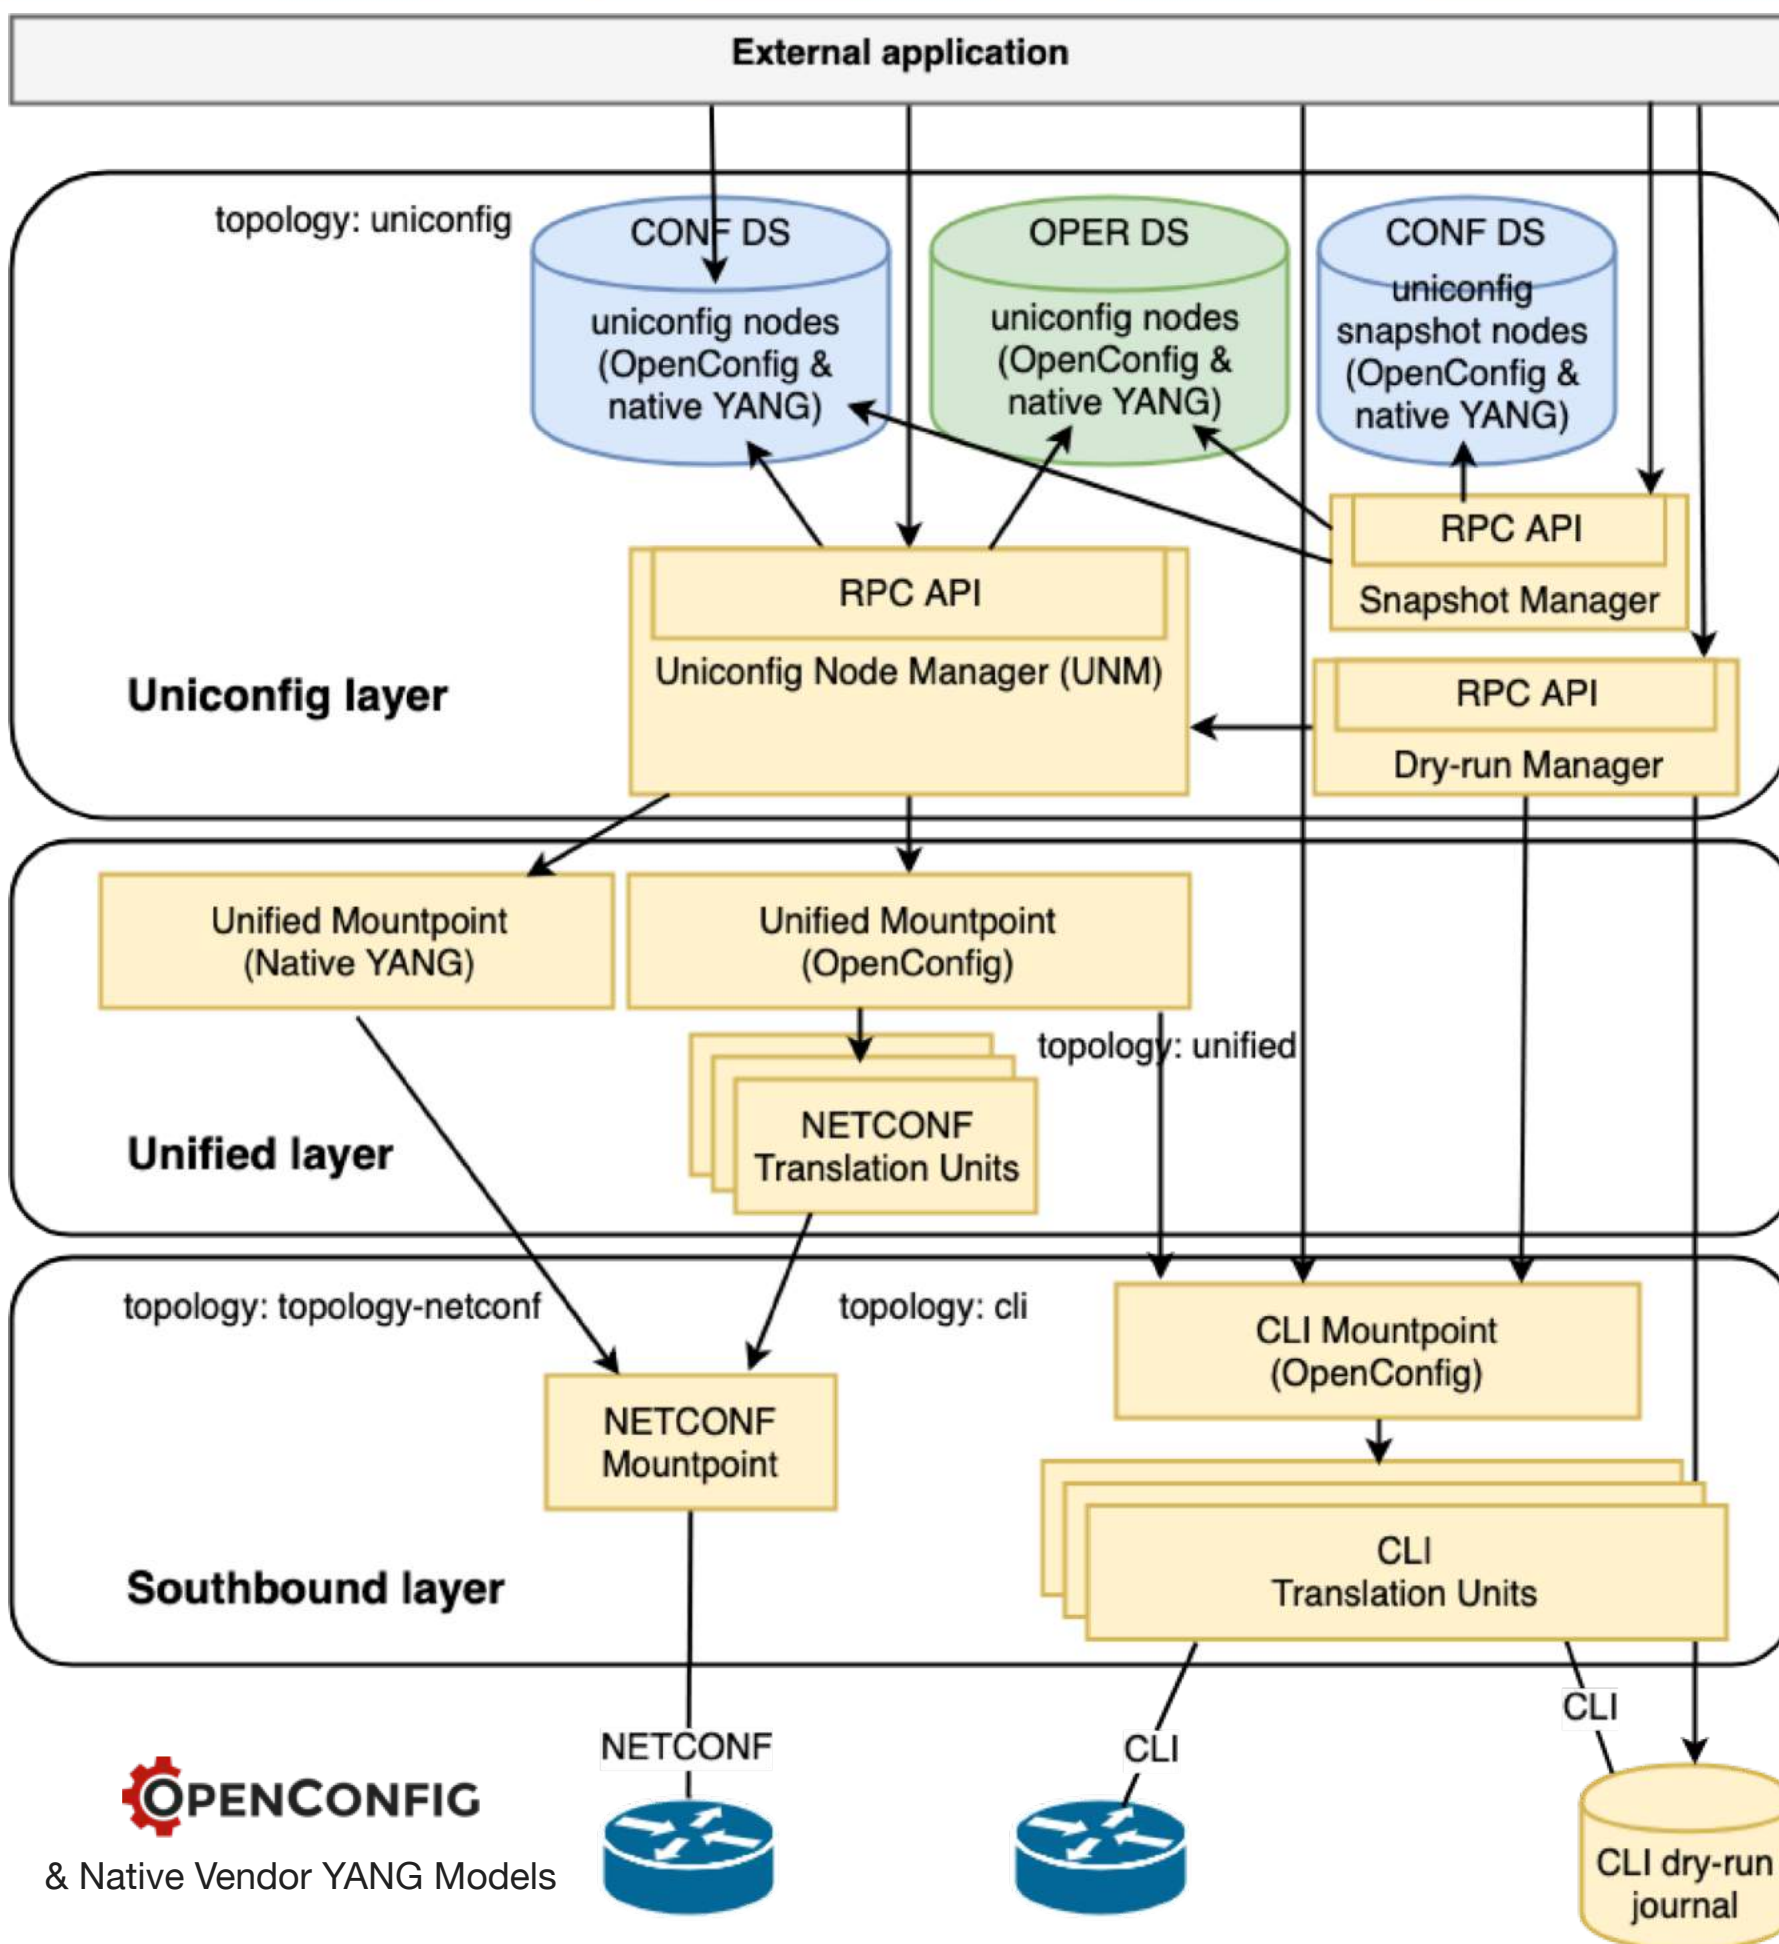 External application
topology: uniconfig
CONF DS
uniconfig nodes
(OpenConfig &
native YANG)
OPER DS
uniconfig nodes
(OpenConfig &
native YANG)
CONF DS
uniconfig
snapshot nodes
(OpenConfig &
native YANG)
RPC API
Snapshot Manager
RPC API
Uniconfig Node Manager (UNM)
Uniconfig layer
RPC API
Dry-run Manager
Unified Mountpoint
(Native YANG)
Unified Mountpoint
(OpenConfig)
topology: unified
NETCONF
Translation Units
Unified layer
topology: topology-netconf
topology: cli
CLI Mountpoint
(OpenConfig)
NETCONF
Mountpoint
CLI
Translation Units
Southbound layer
NETCONF
CLI
CLI
OPENCONFIG
& Native Vendor YANG Models
CLI dry-run
journal